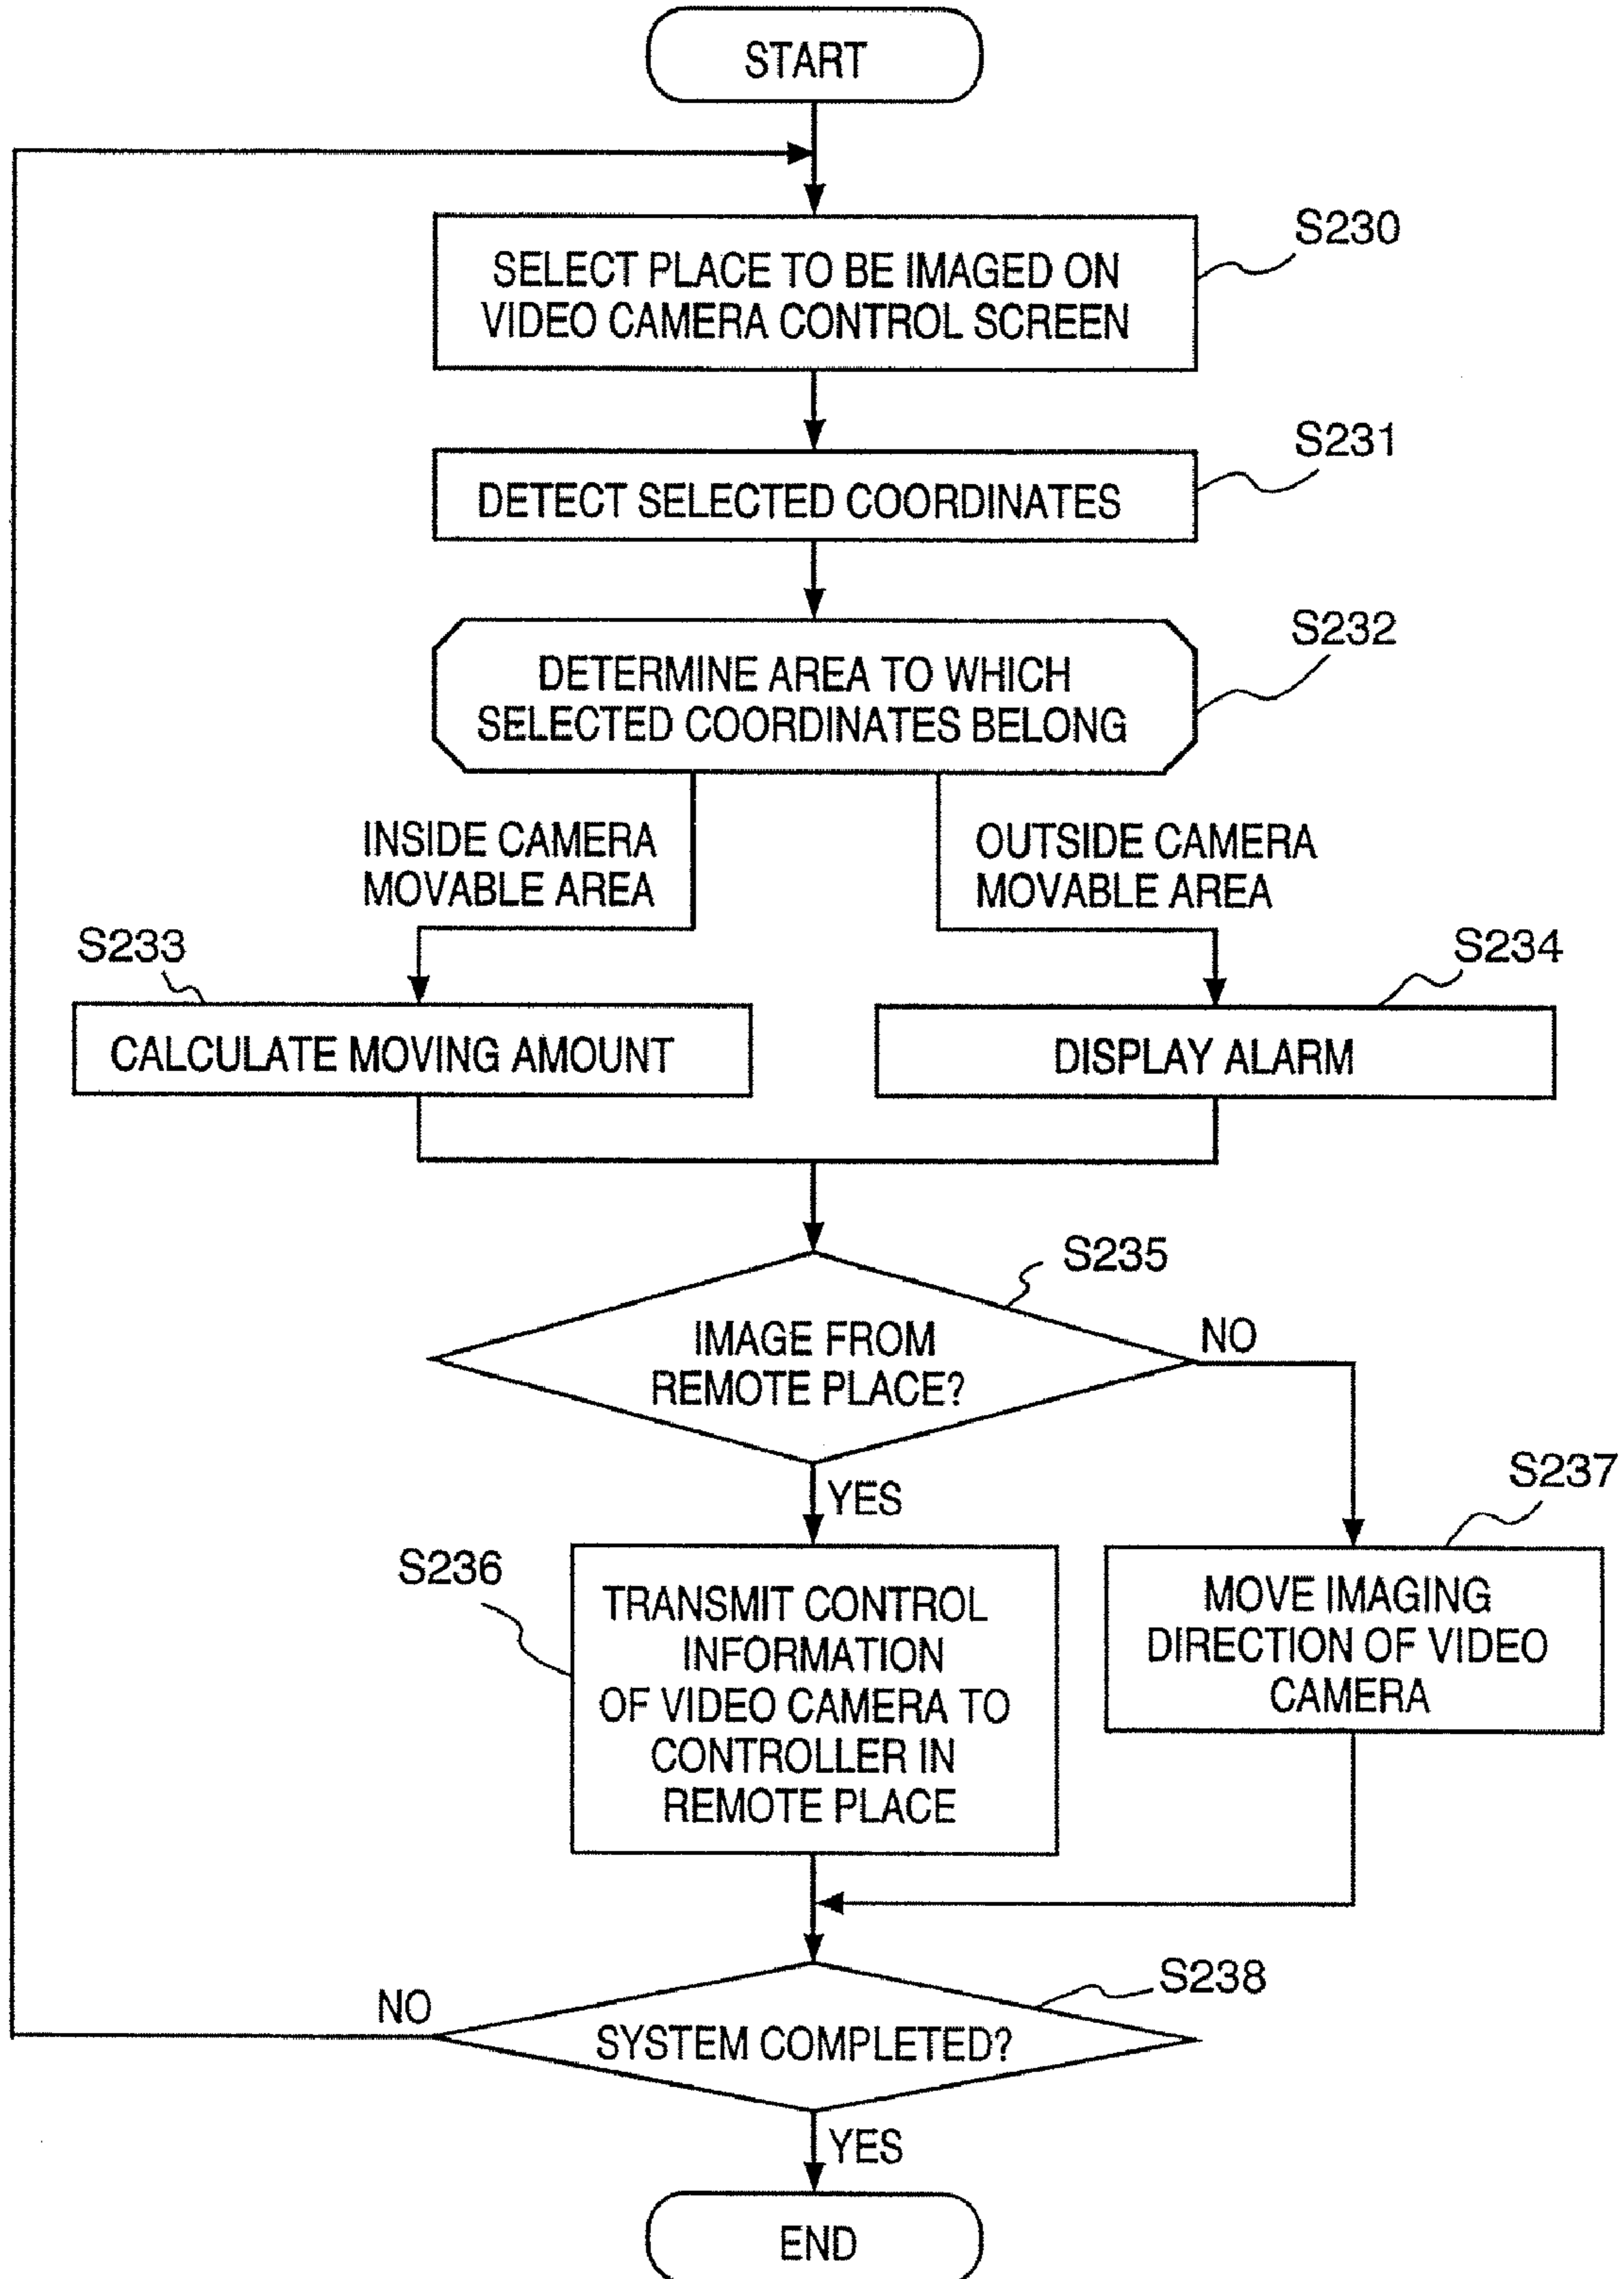 START
S230
SELECT PLACE TO BE IMAGED ON
VIDEO CAMERA CONTROL SCREEN
S231
DETECT SELECTED COORDINATES
S232
DETERMINE AREA TO WHICH
SELECTED COORDINATES BELONG
INSIDE CAMERA
MOVABLE AREA
OUTSIDE CAMERA
MOVABLE AREA
S233
CALCULATE MOVING AMOUNT
S234
DISPLAY ALARM
S235
IMAGE FROM
REMOTE PLACE?
NO
YES
S236
TRANSMIT CONTROL
INFORMATION
OF VIDEO CAMERA TO
CONTROLLER IN
REMOTE PLACE
S237
MOVE IMAGING
DIRECTION OF VIDEO
CAMERA
S238
SYSTEM COMPLETED?
NO
YES
END